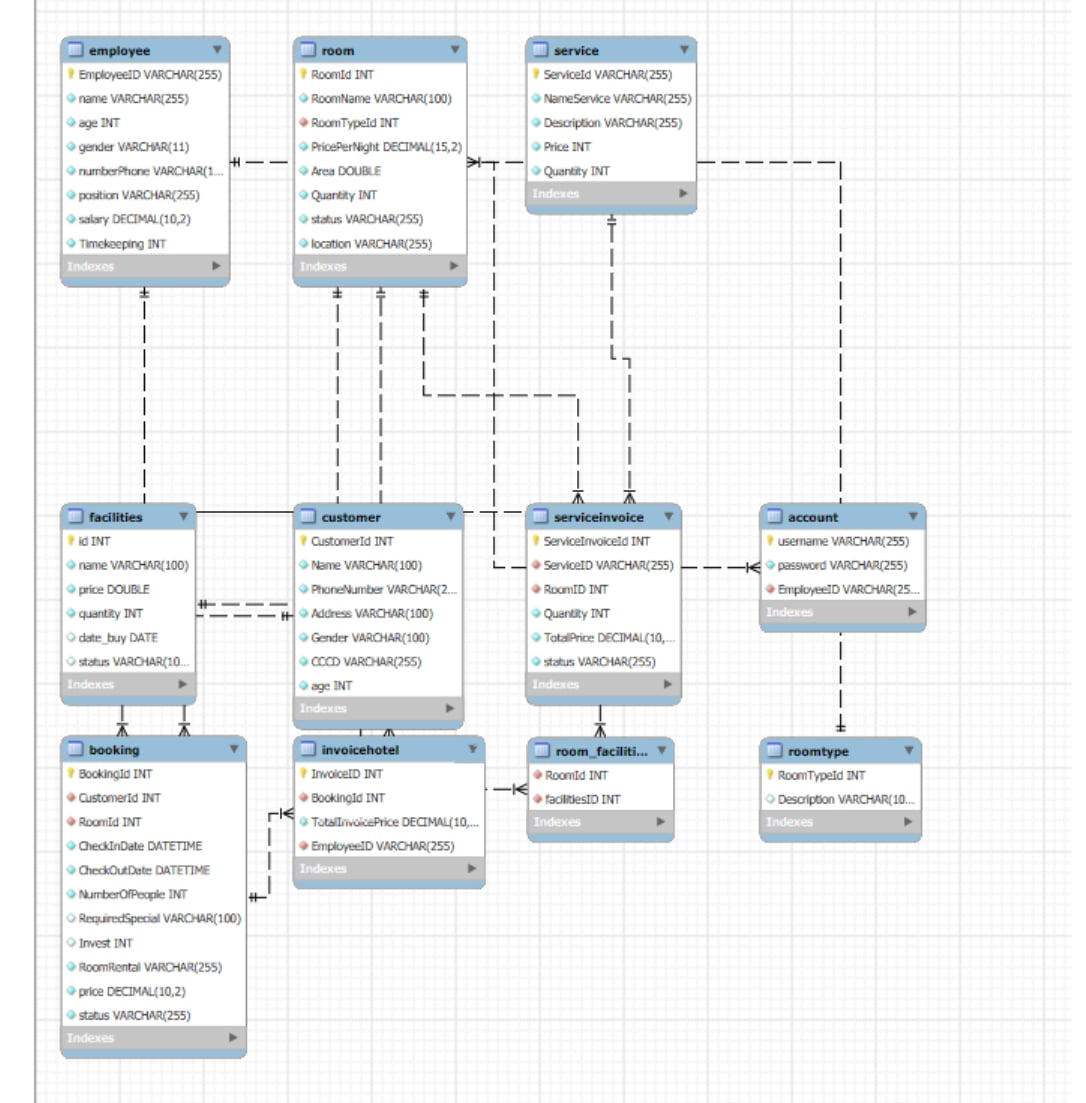 employee
EmployeeID VARCHAR(255)
name VARCHAR(255)
age INT
gender VARCHAR(11)
numberPhone VARCHAR(1...
position VARCHAR(255)
salary DECIMAL(10,2)
Timekeeping INT
Indexes
room
RoomId INT
RoomName VARCHAR(100)
RoomTypeId INT
PricePerNight DECIMAL(15,2)
Area DOUBLE
Quantity INT
status VARCHAR(255)
location VARCHAR(255)
Indexes
service
ServiceId VARCHAR(255)
NameService VARCHAR(255)
Description VARCHAR(255)
Price INT
Quantity INT
Indexes
facilities
id INT
name VARCHAR(100)
price DOUBLE
quantity INT
date_buy DATE
status VARCHAR(10...
Indexes
customer
CustomerId INT
Name VARCHAR(100)
PhoneNumber VARCHAR(2...
Address VARCHAR(100)
Gender VARCHAR(100)
CCCD VARCHAR(255)
age INT
Indexes
serviceinvoice
ServiceInvoiceId INT
ServiceID VARCHAR(255)
RoomID INT
Quantity INT
TotalPrice DECIMAL(10,...
status VARCHAR(255)
Indexes
account
username VARCHAR(255)
password VARCHAR(255)
EmployeeID VARCHAR(25...
Indexes
booking
BookingId INT
CustomerId INT
RoomId INT
CheckInDate DATETIME
CheckOutDate DATETIME
NumberOfPeople INT
RequiredSpecial VARCHAR(100)
Invest INT
RoomRental VARCHAR(255)
price DECIMAL(10,2)
status VARCHAR(255)
Indexes
invoicehotel
InvoiceID INT
BookingId INT
TotalInvoicePrice DECIMAL(10,...
EmployeeID VARCHAR(255)
Indexes
room_faciliti...
RoomId INT
facilitiesID INT
Indexes
roomtype
RoomTypeId INT
Description VARCHAR(10...
Indexes